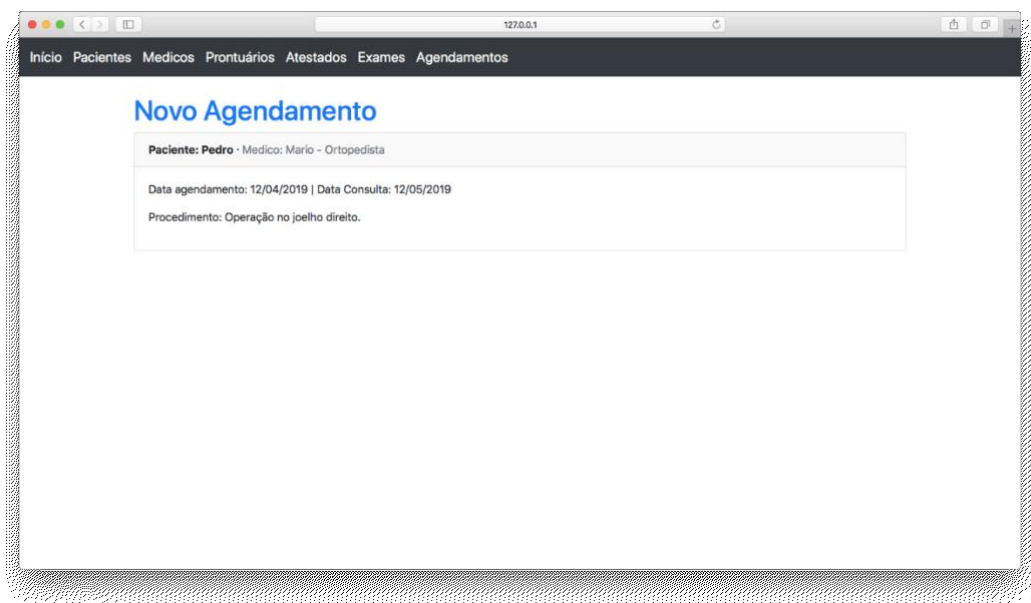 127.0.0.1
Início Pacientes Medicos Prontuários Atestados Exames Agendamentos
Novo Agendamento
Paciente: Pedro · Medico: Mario - Ortopedista
Data agendamento: 12/04/2019 | Data Consulta: 12/05/2019
Procedimento: Operação no joelho direito.